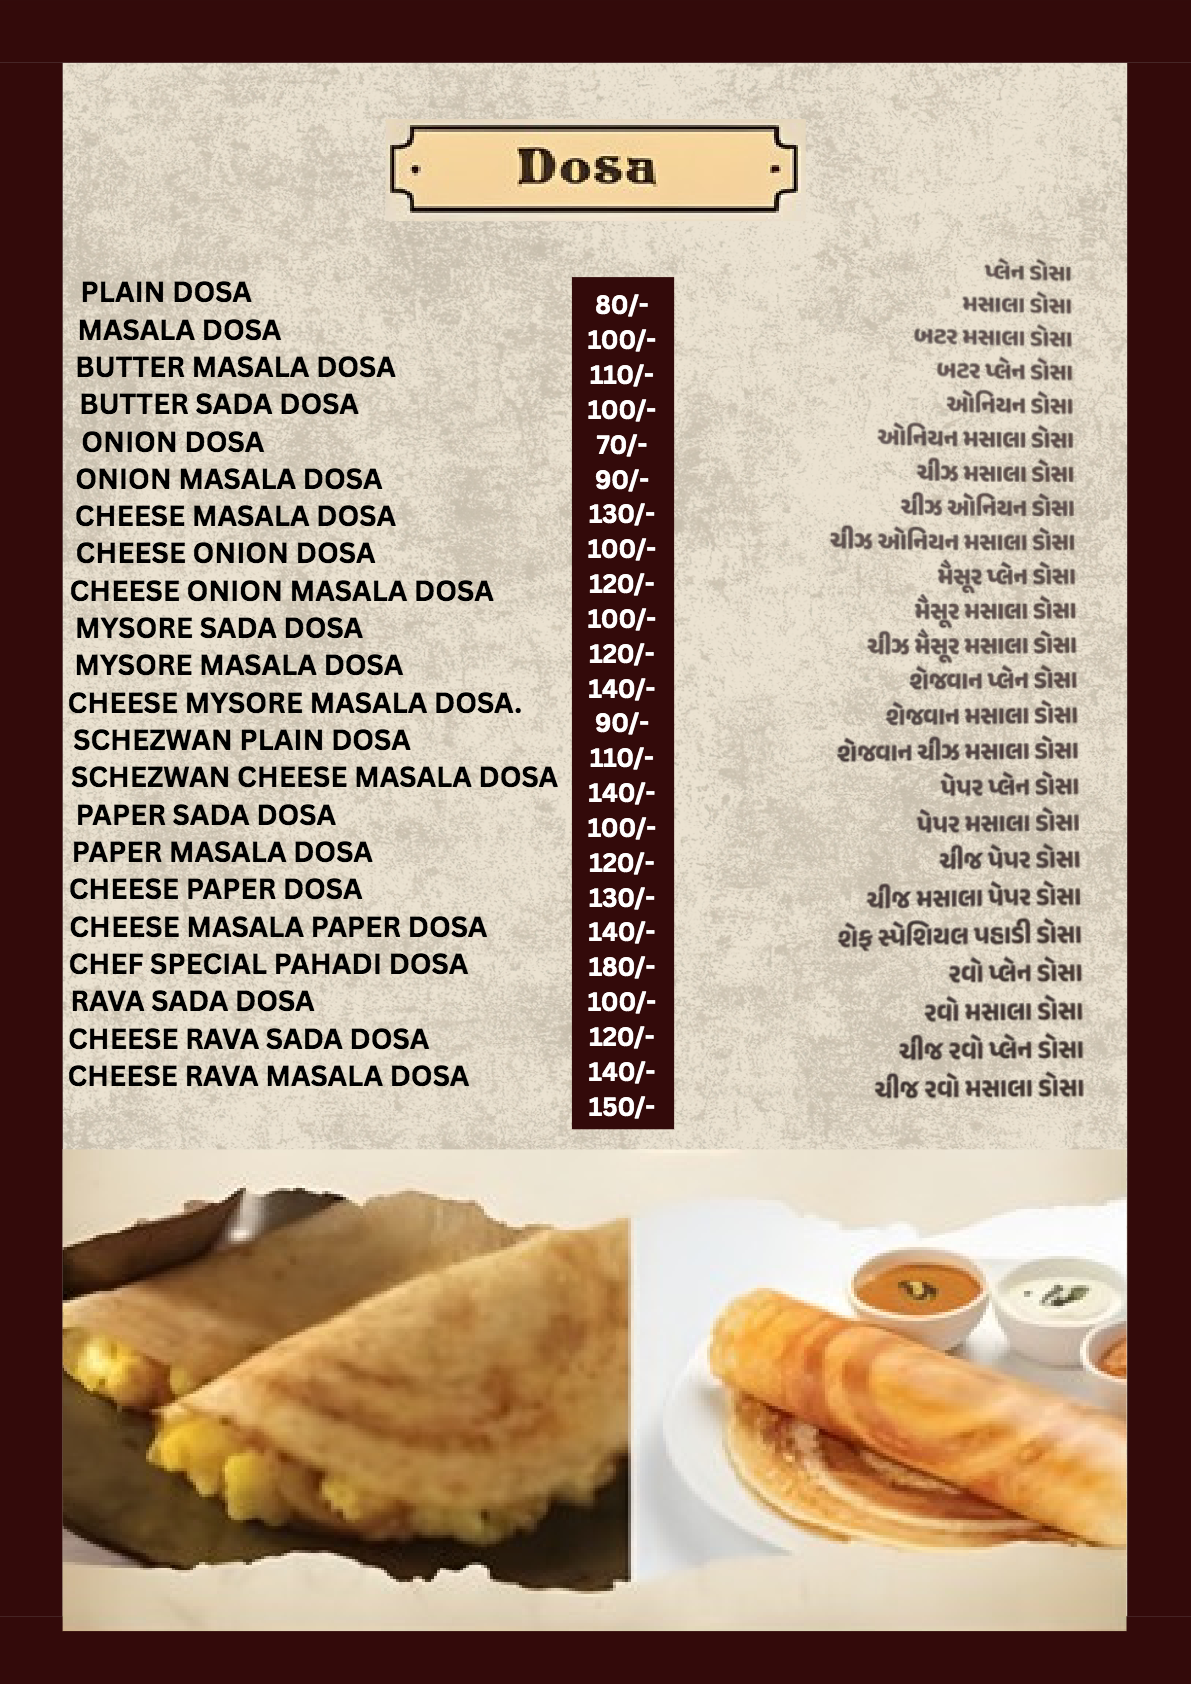 Dosa
PLAIN DOSA
MASALA DOSA
BUTTER MASALA DOSA
BUTTER SADA DOSA
ONION DOSA
ONION MASALA DOSA
CHEESE MASALA DOSA
CHEESE ONION DOSA
CHEESE ONION MASALA DOSA
MYSORE SADA DOSA
MYSORE MASALA DOSA
CHEESE MYSORE MASALA DOSA.
SCHEZWAN PLAIN DOSA
SCHEZWAN CHEESE MASALA DOSA
PAPER SADA DOSA
PAPER MASALA DOSA
CHEESE PAPER DOSA
CHEESE MASALA PAPER DOSA
CHEF SPECIAL PAHADI DOSA
RAVA SADA DOSA
CHEESE RAVA SADA DOSA
CHEESE RAVA MASALA DOSA
80/-
100/-
110/-
100/-
70/-
90/-
130/-
100/-
120/-
100/-
120/-
140/-
90/-
110/-
140/-
100/-
120/-
130/-
140/-
180/-
100/-
120/-
140/-
150/-
પ્લેન ડોસા
મસાલા ડોસા
બટર મસાલા ડોસા
બટર પ્લેન ડોસા
ઓનિયન ડોસા
ઓનિયન મસાલા ડોસા
ચીઝ મસાલા ડોસા
ચીઝ ઓનિયન ડોસા
ચીઝ ઓનિયન મસાલા ડોસા
મૈસૂર પ્લેન ડોસા
મૈસૂર મસાલા ડોસા
ચીઝ મૈસૂર મસાલા ડોસા
શેજવાન પ્લેન ડોસા
શેજવાન મસાલા ડોસા
શેજવાન ચીઝ મસાલા ડોસા
પેપર પ્લેન ડોસા
પેપર મસાલા ડોસા
ચીજ પેપર ડોસા
ચીજ મસાલા પેપર ડોસા
શેફ સ્પેશિયલ પહાડી ડોસા
રવો પ્લેન ડોસા
રવો મસાલા ડોસા
ચીજ રવો પ્લેન ડોસા
ચીજ રવો મસાલા ડોસા